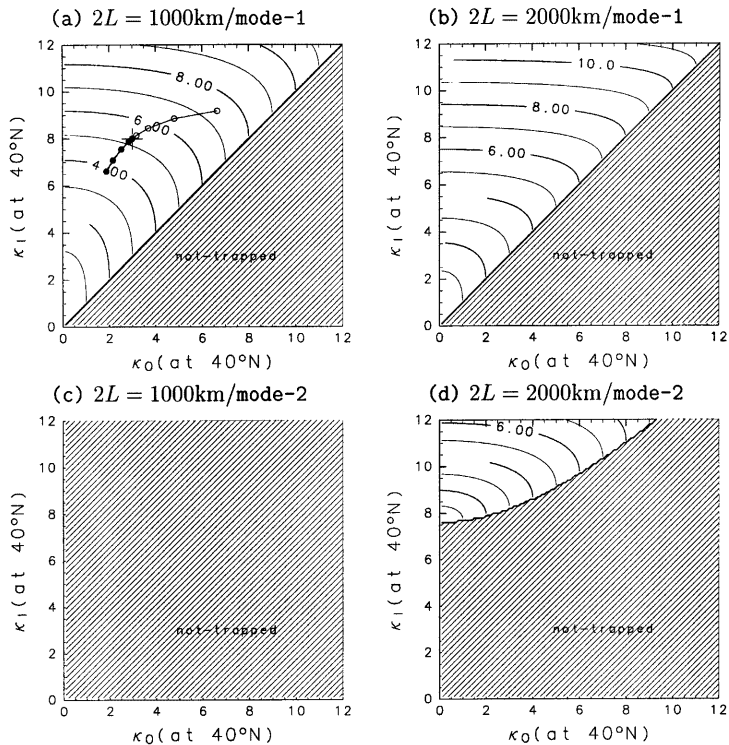 (a) 2L = 1000km/mode-1
(b) 2L = 2000km/mode-1
12
10
8
6
4
2
0
κI(at 40°N)
8.00
6.00
4.00
not-trapped
0 2 4 6 8 10 12
κ0(at 40°N)
12
10
8
6
4
2
0
κI(at 40°N)
10.0
8.00
6.00
not-trapped
0 2 4 6 8 10 12
κ0(at 40°N)
(c) 2L = 1000km/mode-2
(d) 2L = 2000km/mode-2
12
10
8
6
4
2
0
κI(at 40°N)
not-trapped
0 2 4 6 8 10 12
κ0(at 40°N)
12
10
8
6
4
2
0
κI(at 40°N)
6.00
not-trapped
0 2 4 6 8 10 12
κ0(at 40°N)